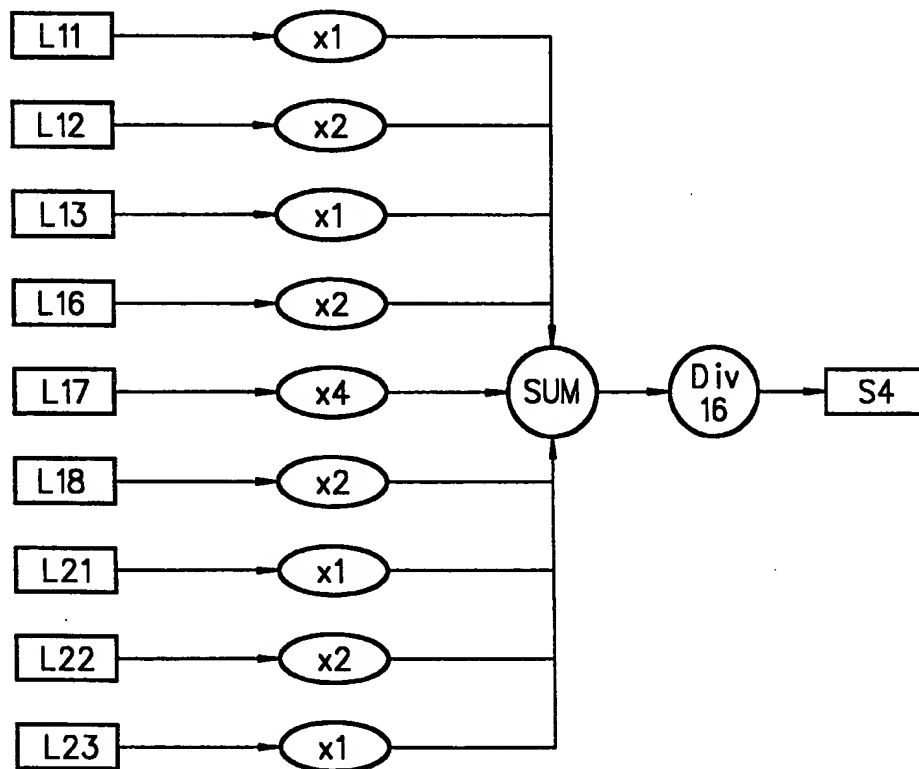 L11 x1
L12 x2
L13 x1
L16 x2
L17 x4 SUM Div 16 S4
L18 x2
L21 x1
L22 x2
L23 x1